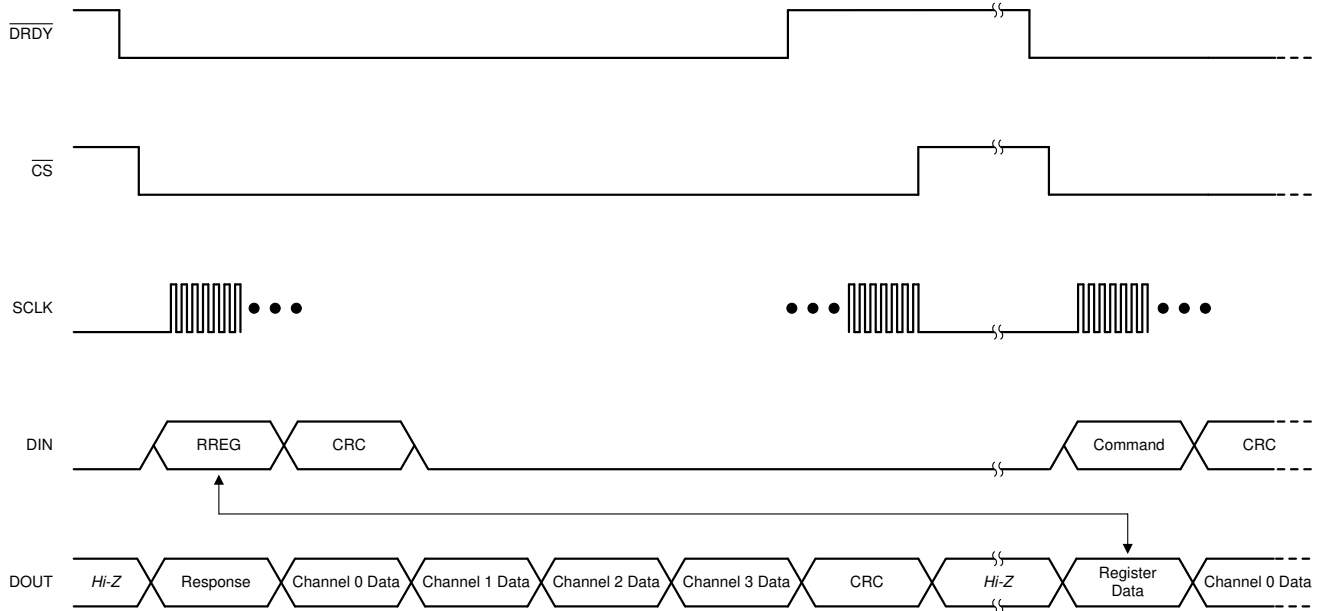 DRDY
CS
SCLK
DIN
RREG
CRC
Command
CRC
DOUT
Hi-Z
Response
Channel 0 Data
Channel 1 Data
Channel 2 Data
Channel 3 Data
CRC
Hi-Z
Register
Data
Channel 0 Data